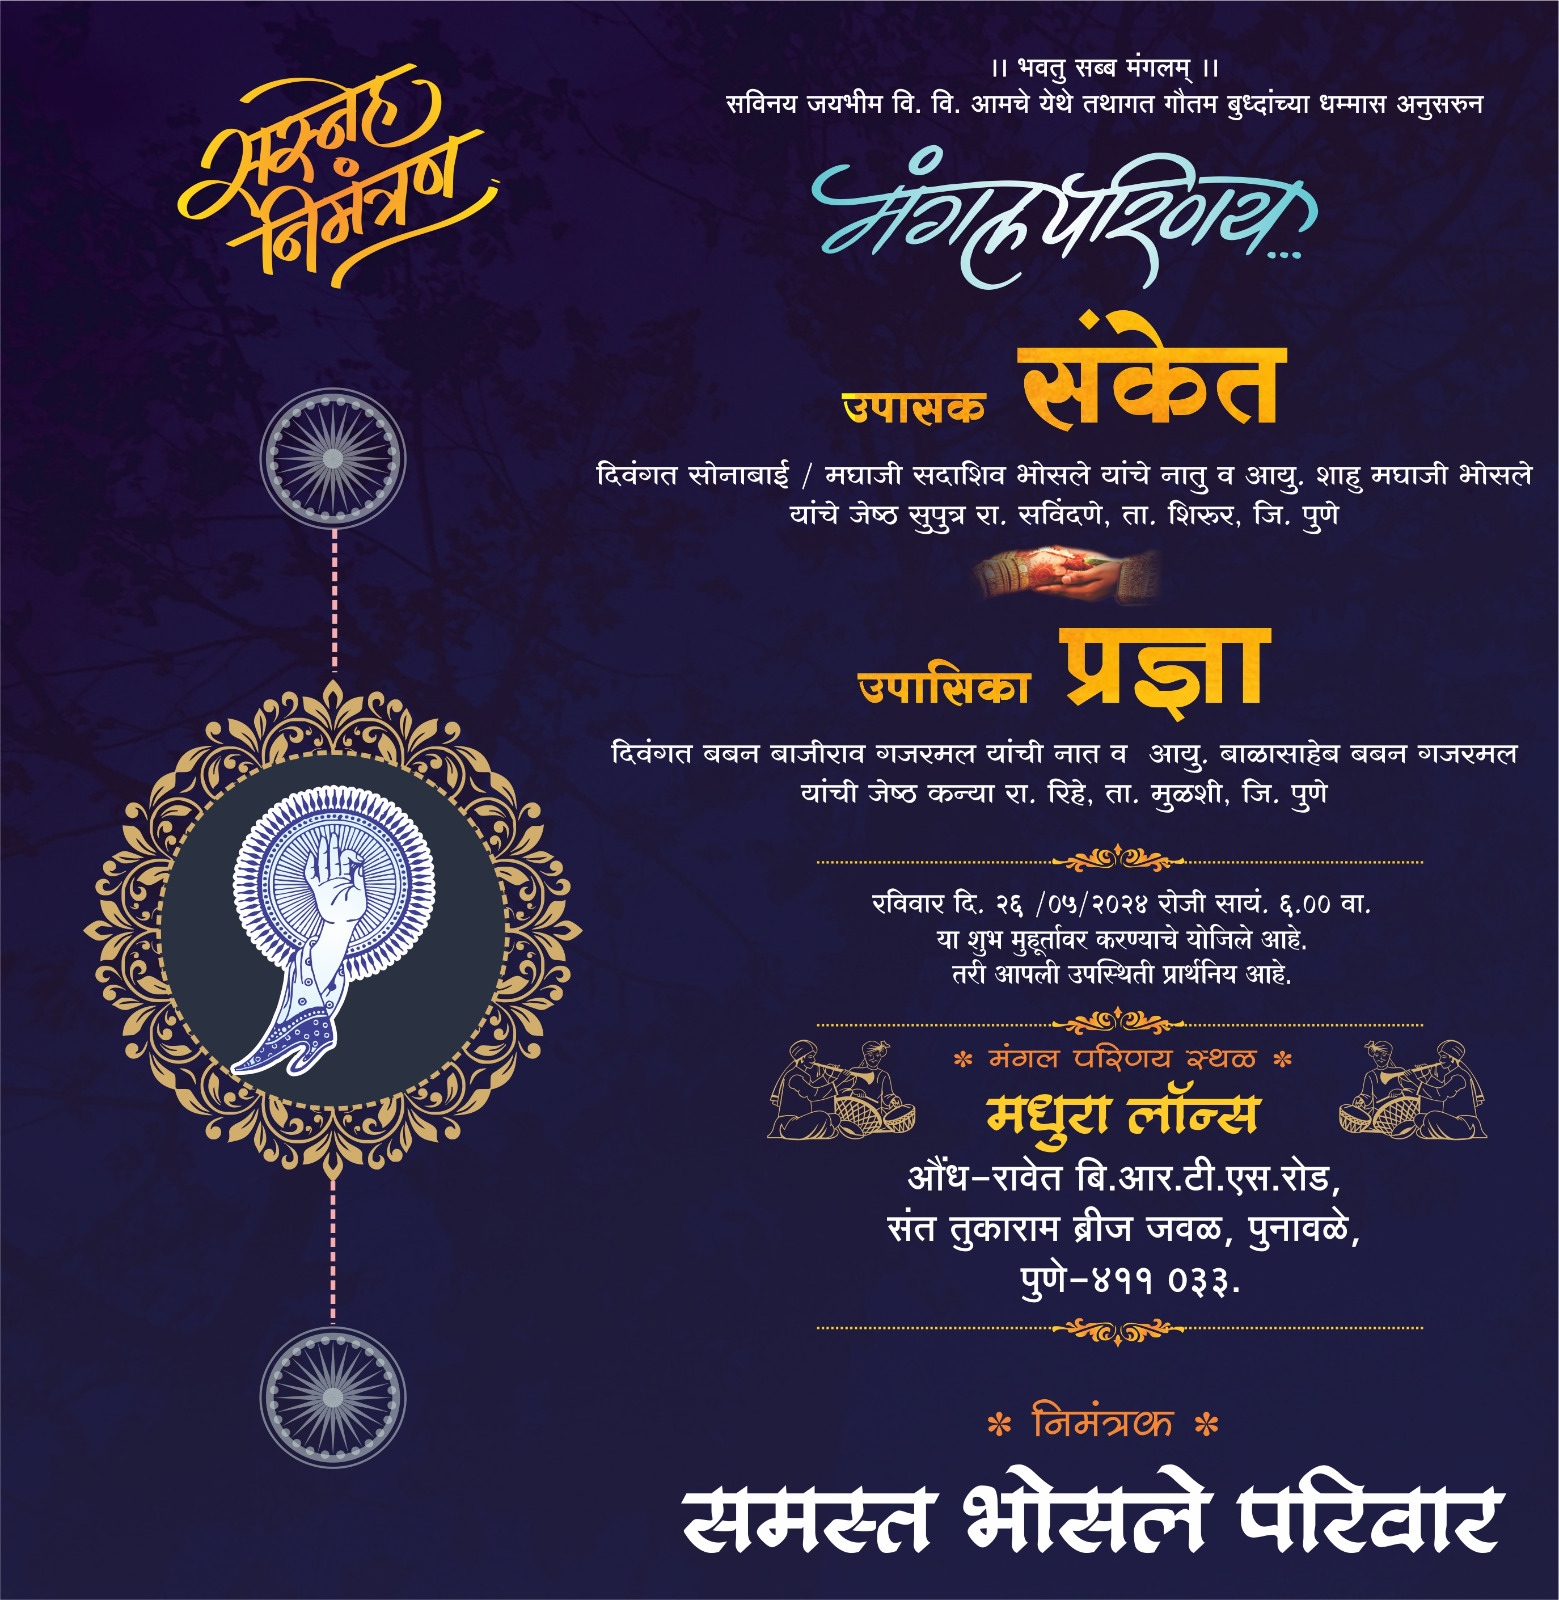 सस्नेह
निमंत्रण
।। भवतु सब्ब मंगलम् ।।
सविनय जयभीम वि. वि. आमचे येथे तथागत गौतम बुध्दांच्या धम्मास अनुसरुन
मंगल परिणय...
उपासक संकेत
दिवंगत सोनाबाई / मघाजी सदाशिव भोसले यांचे नातु व आयु. शाहु मघाजी भोसले
यांचे जेष्ठ सुपुत्र रा. सविंदणे, ता. शिरूर, जि. पुणे
उपासिका प्रज्ञा
दिवंगत बबन बाजीराव गजरमल यांची नात व आयु. बाळासाहेब बबन गजरमल
यांची जेष्ठ कन्या रा. रिहे, ता. मुळशी, जि. पुणे
रविवार दि. २६ /०५/२०२४ रोजी सायं. ६.०० वा.
या शुभ मुहूर्तावर करण्याचे योजिले आहे.
तरी आपली उपस्थिती प्रार्थनिय आहे.
* मंगल परिणय स्थळ *
मधुरा लॉन्स
औंध-रावेत बि.आर.टी.एस.रोड,
संत तुकाराम ब्रीज जवळ, पुनावळे,
पुणे-४११ ०३३.
* निमंत्रक *
समस्त भोसले परिवार